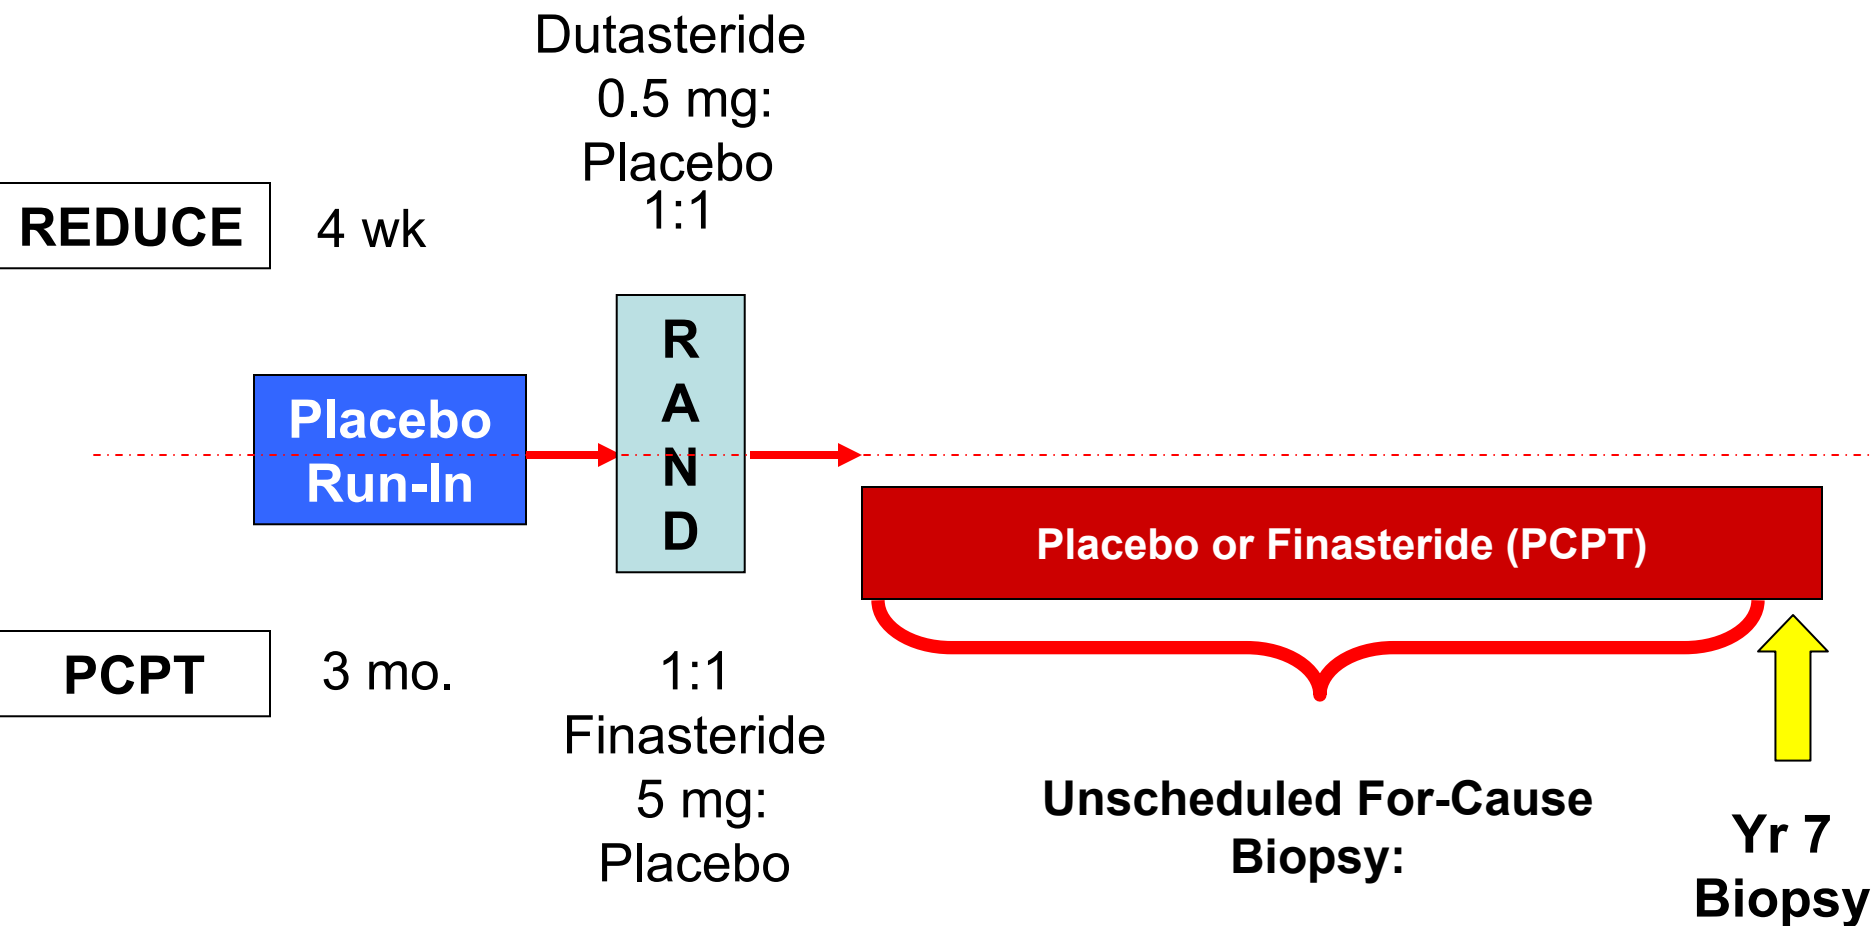 Dutasteride
0.5 mg:
Placebo
1:1
REDUCE
4 wk
R
A
N
D
Placebo
Run-In
Placebo or Finasteride (PCPT)
PCPT
3 mo.
1:1
Finasteride
5 mg:
Placebo
Unscheduled For-Cause
Biopsy:
Yr 7
Biopsy